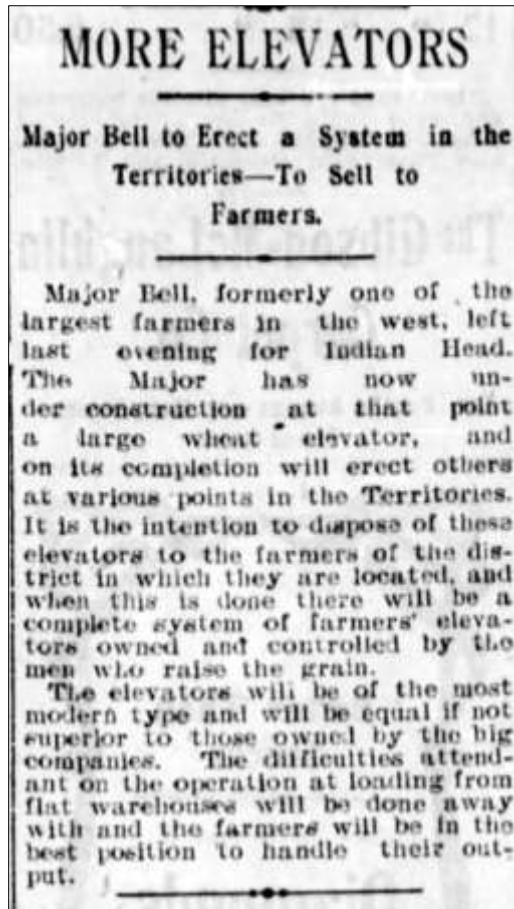 MORE ELEVATORS
Major Bell to Erect a System in the
Territories—To Sell to
Farmers.
Major Bell, formerly one of the
largest farmers in the west, left
last evening for Indian Head.
The Major has now un-
der construction at that point
a large wheat elevator, and
on its completion will erect others
at various points in the Territories.
It is the intention to dispose of these
elevators to the farmers of the dis-
trict in which they are located, and
when this is done there will be a
complete system of farmers' eleva-
tors owned and controlled by the
men who raise the grain.
The elevators will be of the most
modern type and will be equal if not
superior to those owned by the big
companies. The difficulties attend-
ant on the operation at loading from
flat warehouses will be done away
with and the farmers will be in the
best position to handle their out-
put.